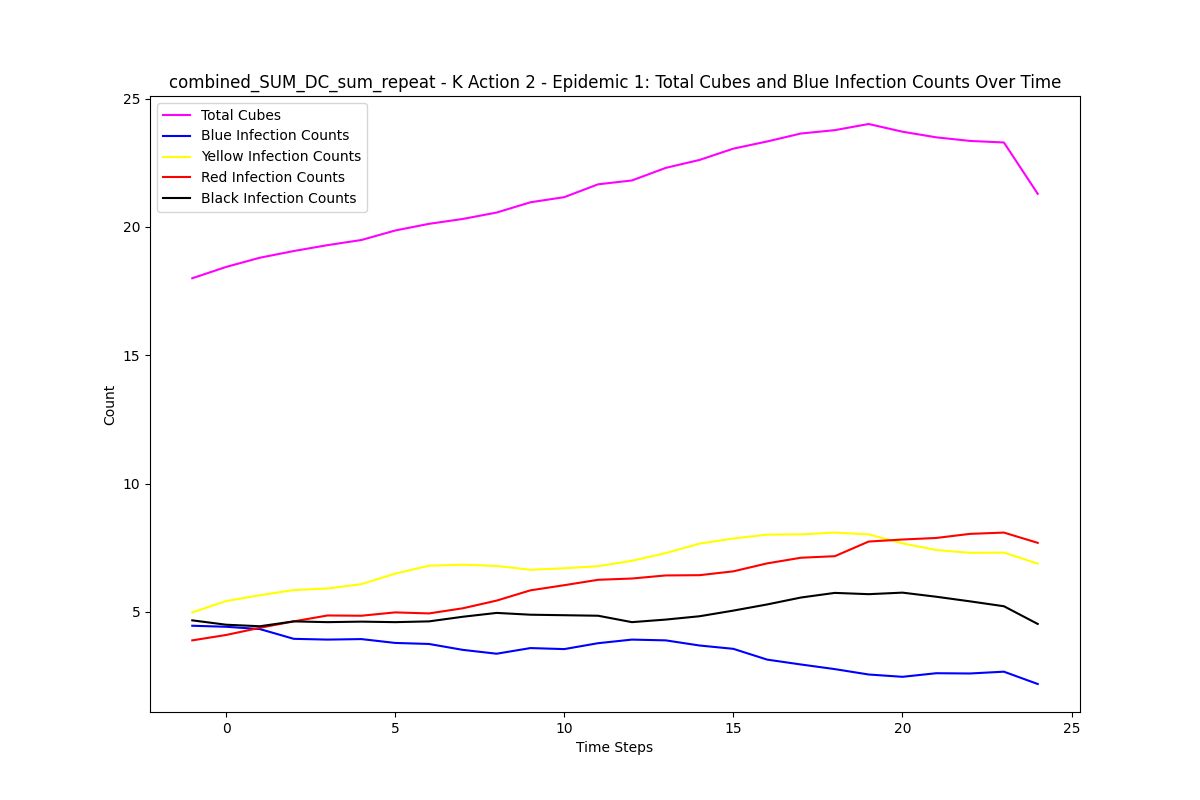 combined_SUM_DC_sum_repeat - K Action 2 - Epidemic 1: Total Cubes and Blue Infection Counts Over Time
Total Cubes
Blue Infection Counts
Yellow Infection Counts
Red Infection Counts
Black Infection Counts
25
20
15
10
5
Count
0
5
10
15
20
25
Time Steps